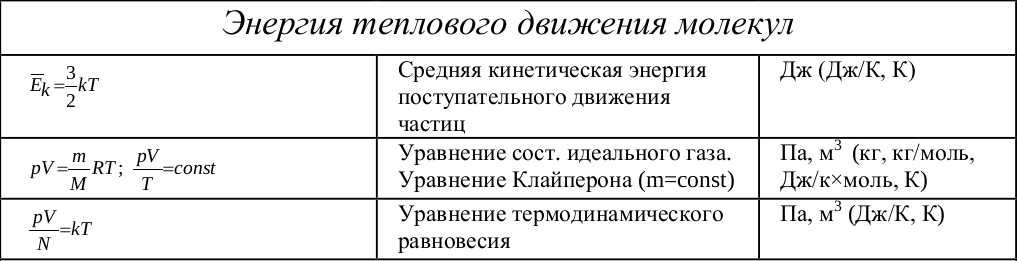 Энергия теплового движения молекул
Ēk = 3/2 kT
Средняя кинетическая энергия
поступательного движения
частиц
Дж (Дж/К, К)
pV = m/M RT ; pV/T = const
Уравнение сост. идеального газа.
Уравнение Клайперона (m=const)
Па, м³ (кг, кг/моль,
Дж/к×моль, К)
pV/N = kT
Уравнение термодинамического
равновесия
Па, м³ (Дж/К, К)